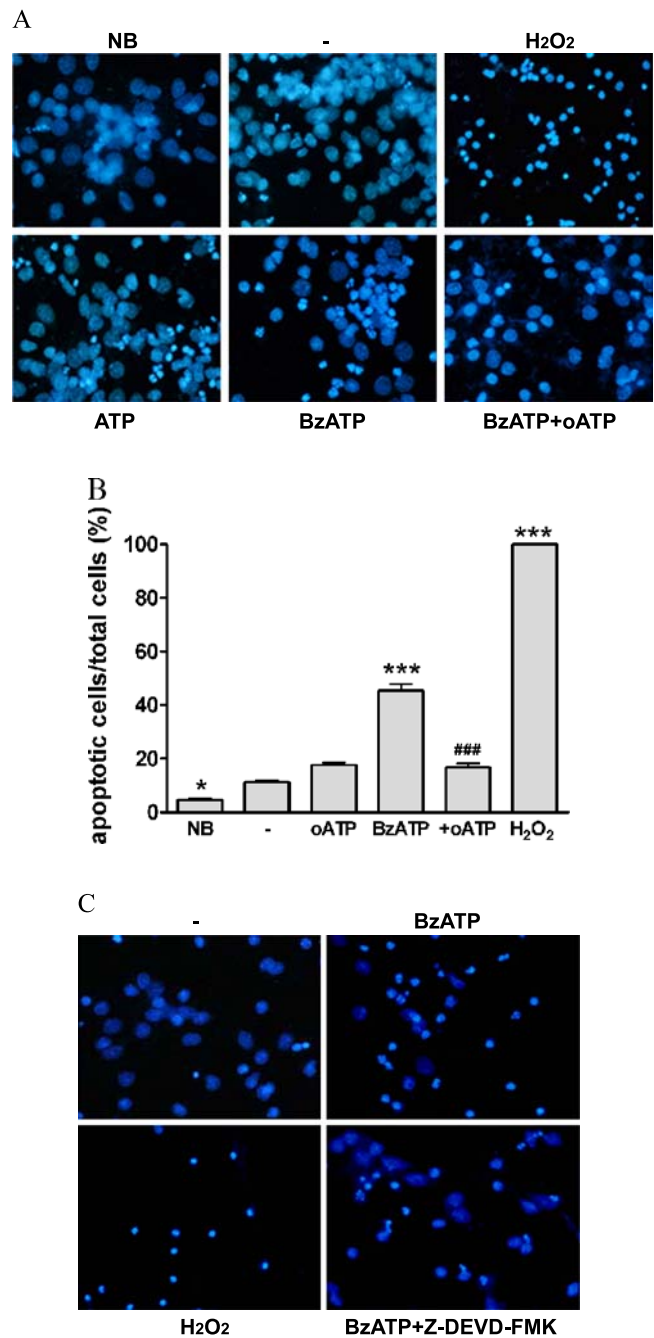 A
NB - H2O2
ATP BzATP BzATP+oATP
B
apoptotic cells/total cells (%)
100
80
60
40
20
0
* *** ### ***
NB - oATP BzATP +oATP H2O2
C
- BzATP
H2O2 BzATP+Z-DEVD-FMK